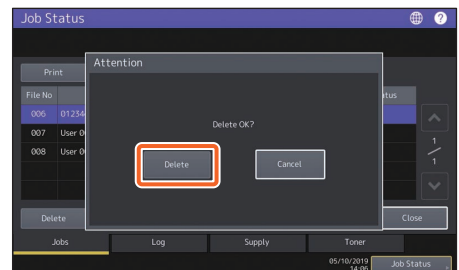 Job Status
?
Attention
Print
File No
tus
006 01234
007 User 0
008 User 0
Delete OK?
Delete
Cancel
1
1
Delete
Close
Jobs
Log
Supply
Toner
05/10/2019
14:06
Job Status